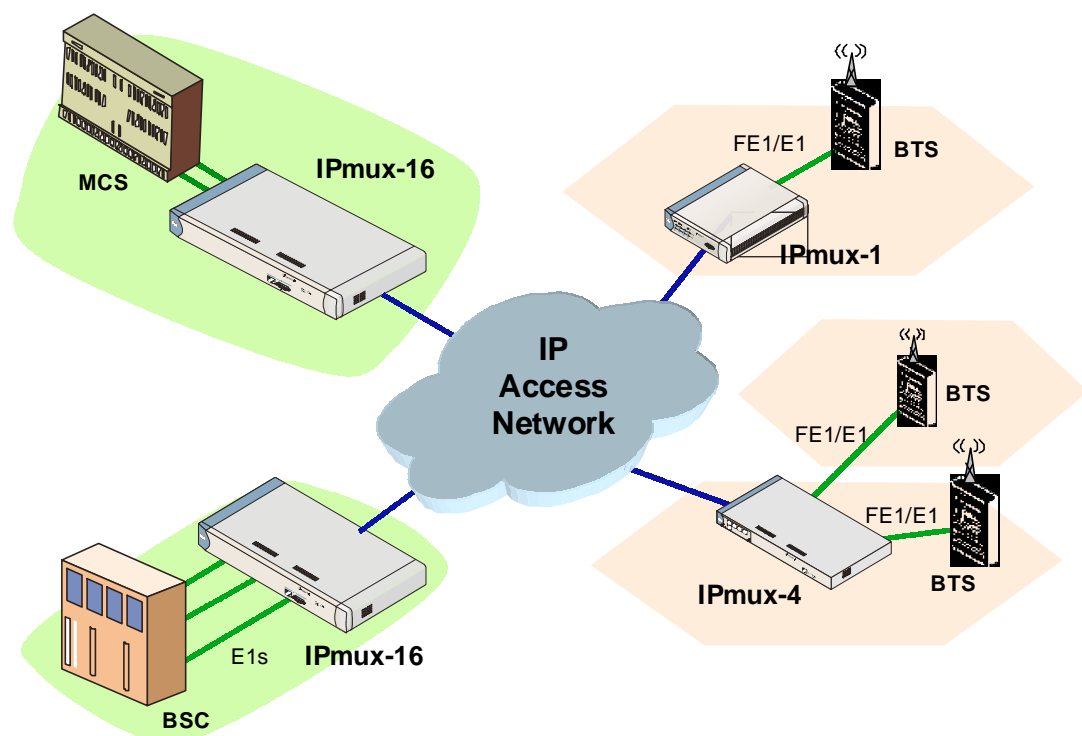 MCS
IPmux-16
FE1/E1
BTS
IPmux-1
IP
Access
Network
BTS
FE1/E1
FE1/E1
BTS
IPmux-4
E1s
IPmux-16
BSC